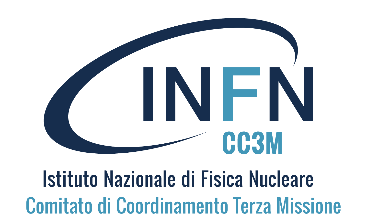 INFN
CC3M
Istituto Nazionale di Fisica Nucleare
Comitato di Coordinamento Terza Missione